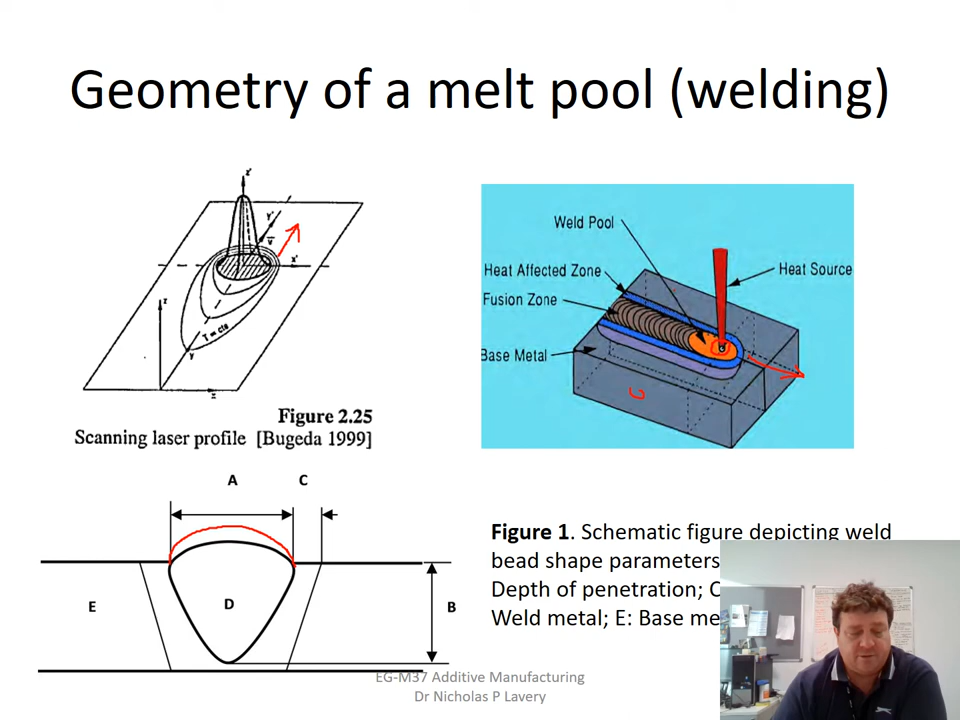 Geometry of a melt pool (welding)
z'
Y'
v
x'
z
T = cte
y
x
Figure 2.25
Scanning laser profile [Bugeda 1999]
Weld Pool
Heat Affected Zone
Heat Source
Fusion Zone
Base Metal
A
C
E
D
B
Figure 1. Schematic figure depicting weld
bead shape parameters
Depth of penetration; C
Weld metal; E: Base me
EG-M37 Additive Manufacturing
Dr Nicholas P Lavery